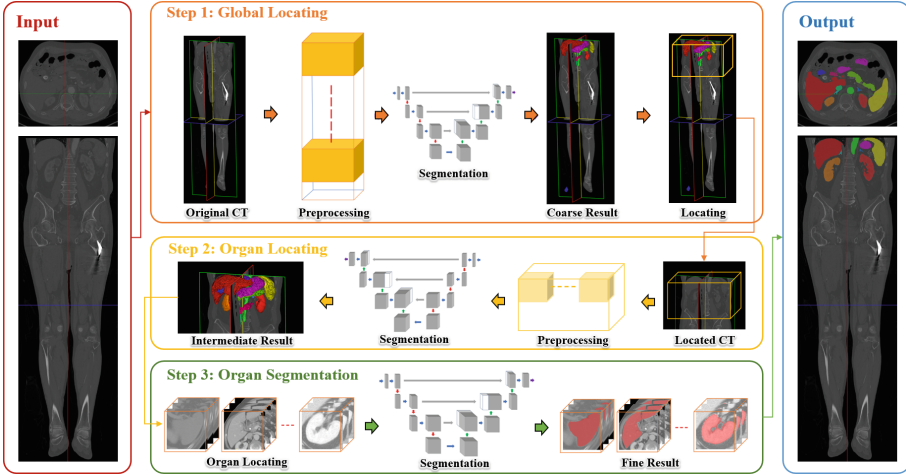 Input
Step 1: Global Locating
Output
Original CT
Preprocessing
Segmentation
Coarse Result
Locating
Step 2: Organ Locating
Intermediate Result
Segmentation
Preprocessing
Located CT
Step 3: Organ Segmentation
Organ Locating
Segmentation
Fine Result